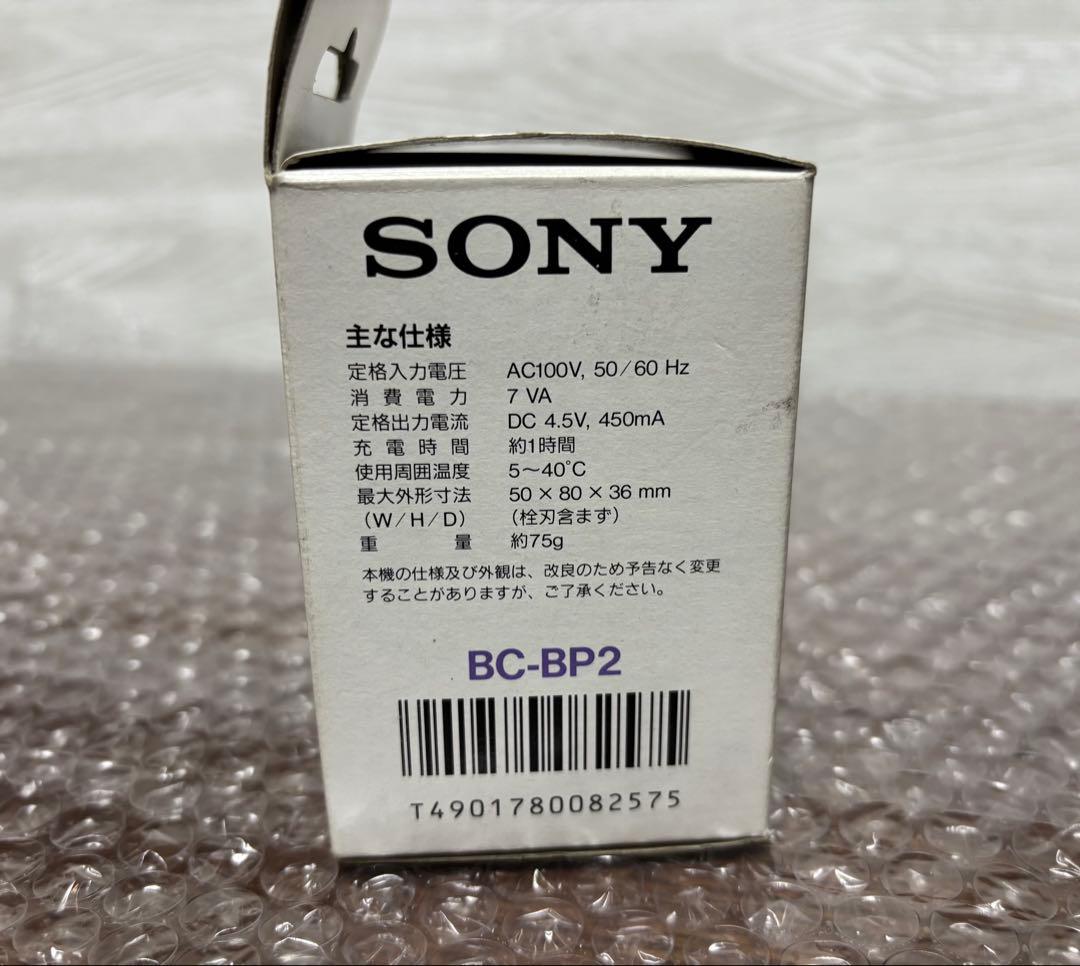 SONY
主な仕様
定格入力電圧 AC100V, 50/60 Hz
消費電力 7 VA
定格出力電流 DC 4.5V, 450mA
充電時間 約1時間
使用周囲温度 5～40°C
最大外形寸法 50×80×36 mm
(W/H/D) (栓刃含まず)
重量 約75g
本機の仕様及び外観は、改良のため予告なく変更
することがありますが、ご了承ください。
BC-BP2
T4901780082575